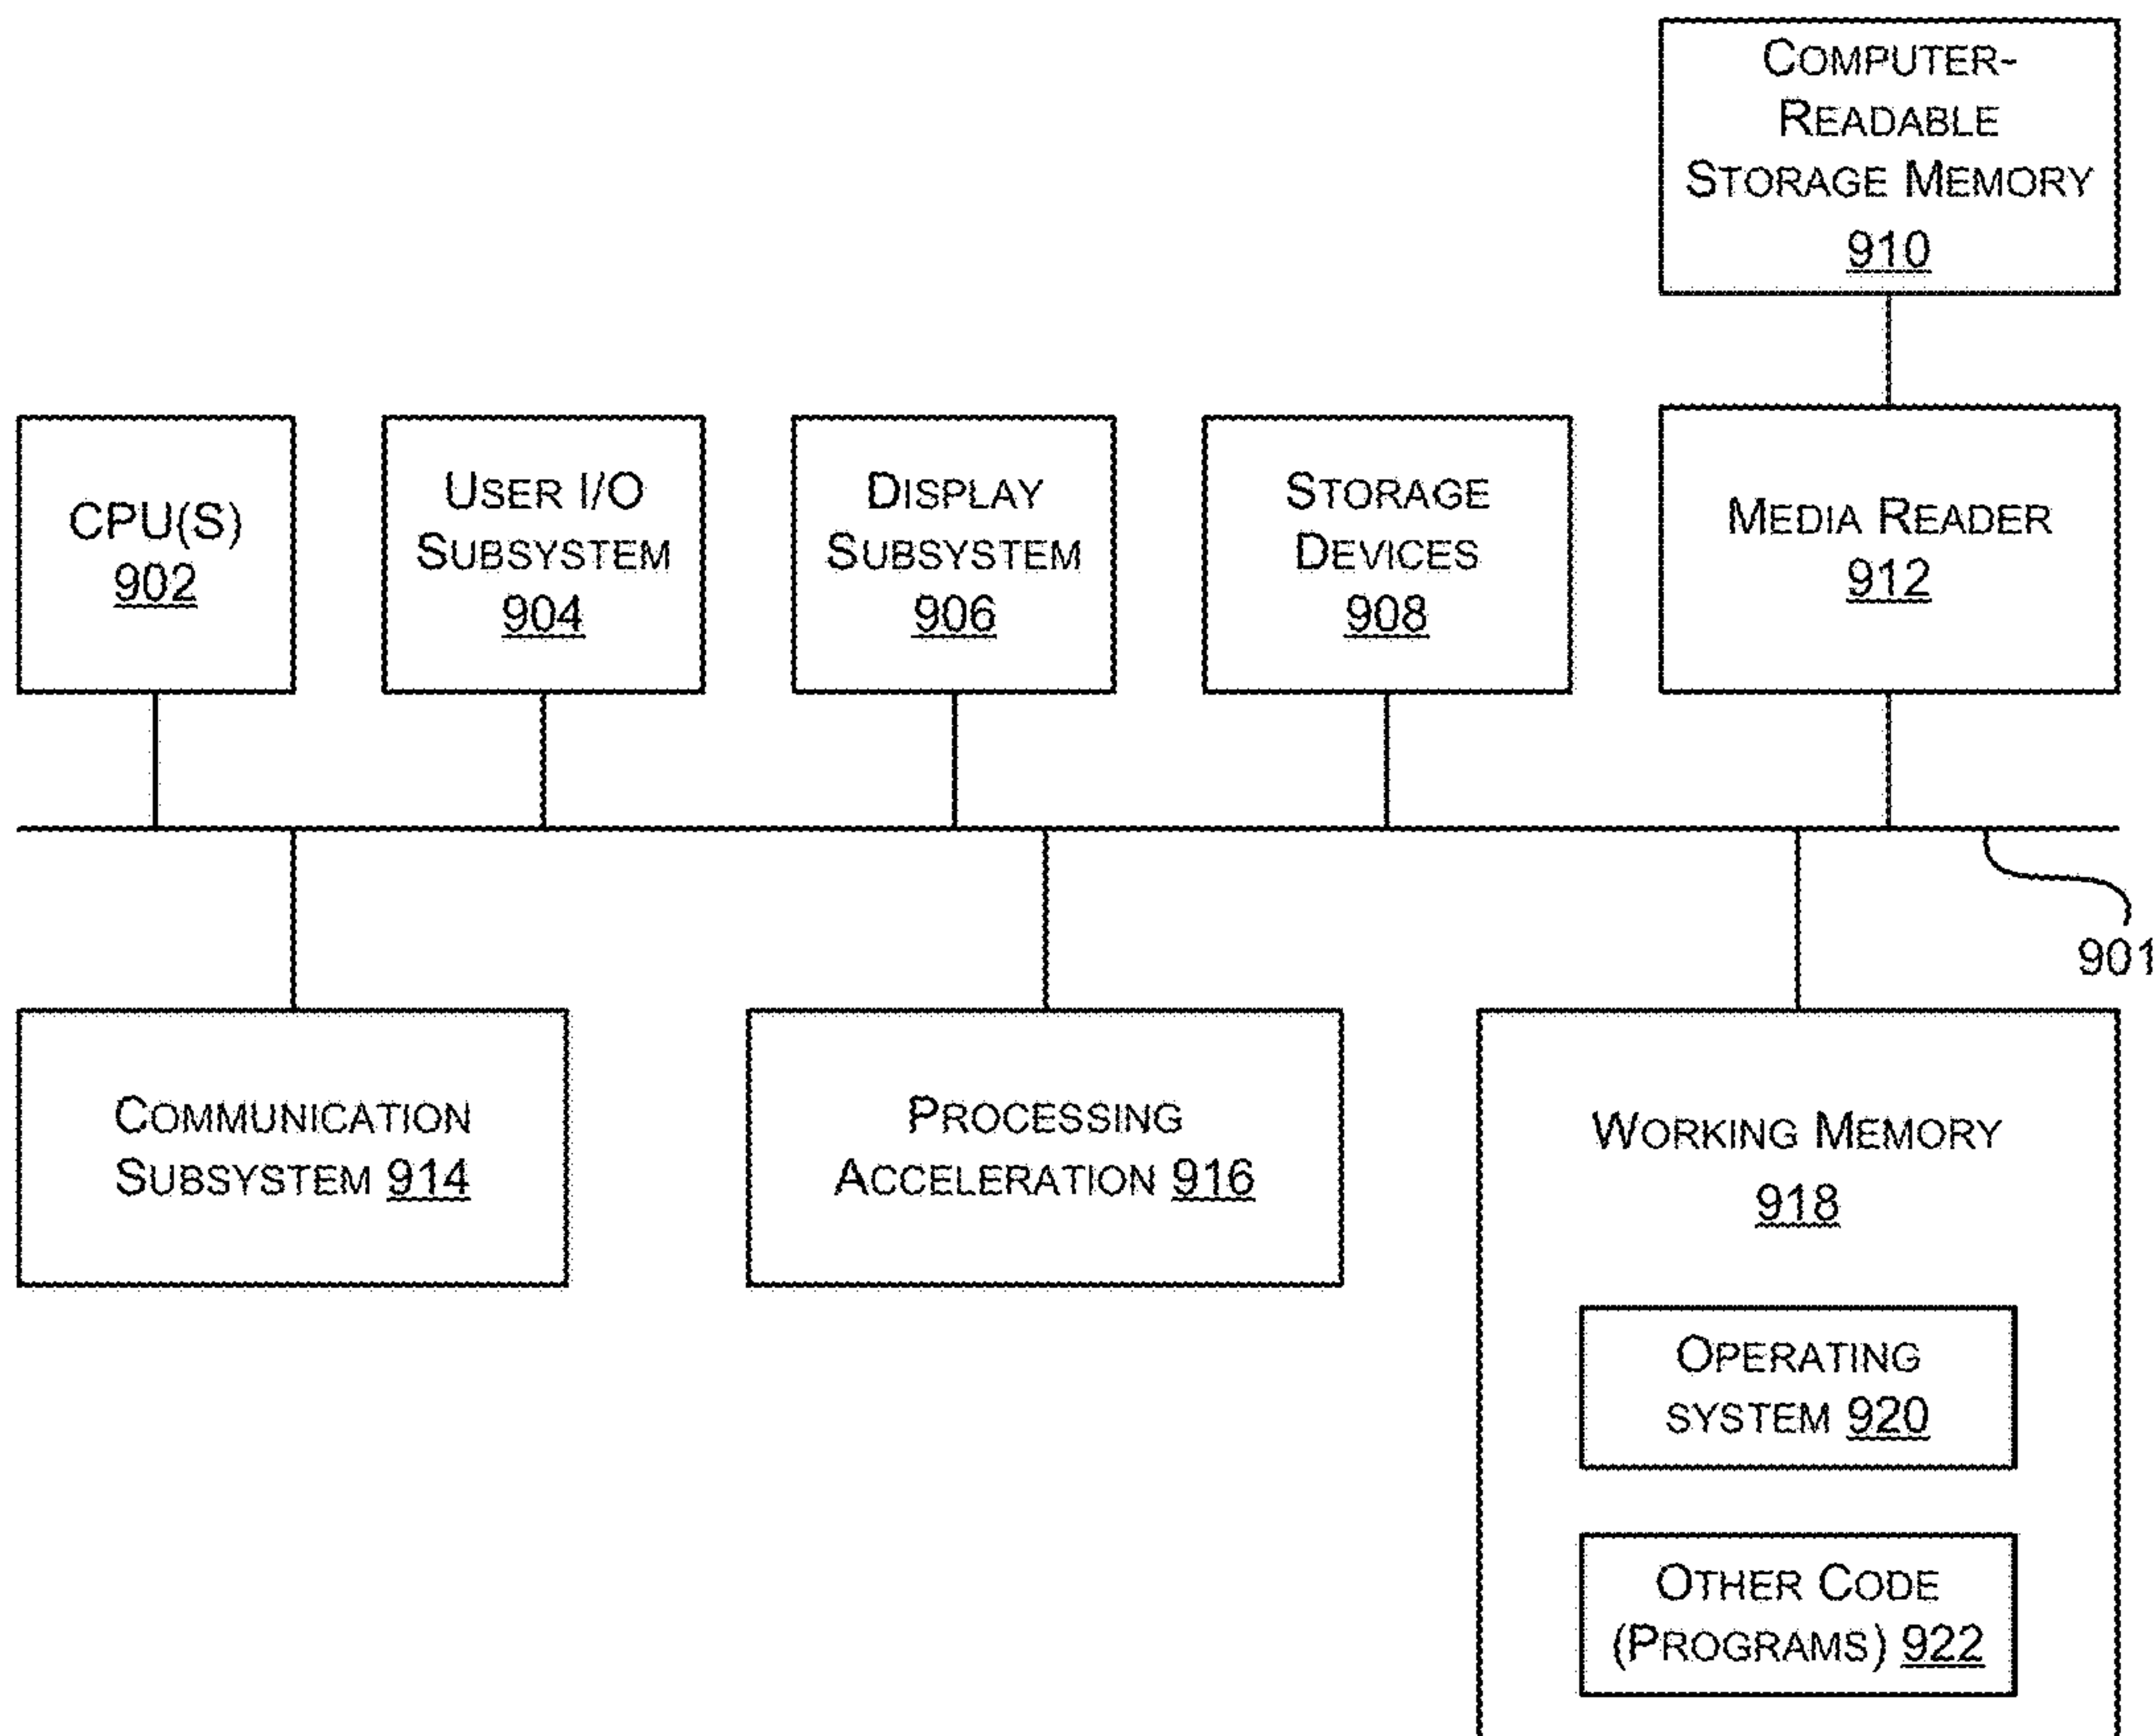 COMPUTER-
READABLE
STORAGE MEMORY
910
CPU(S)
902
USER I/O
SUBSYSTEM
904
DISPLAY
SUBSYSTEM
906
STORAGE
DEVICES
908
MEDIA READER
912
901
COMMUNICATION
SUBSYSTEM 914
PROCESSING
ACCELERATION 916
WORKING MEMORY
918
OPERATING
SYSTEM 920
OTHER CODE
(PROGRAMS) 922